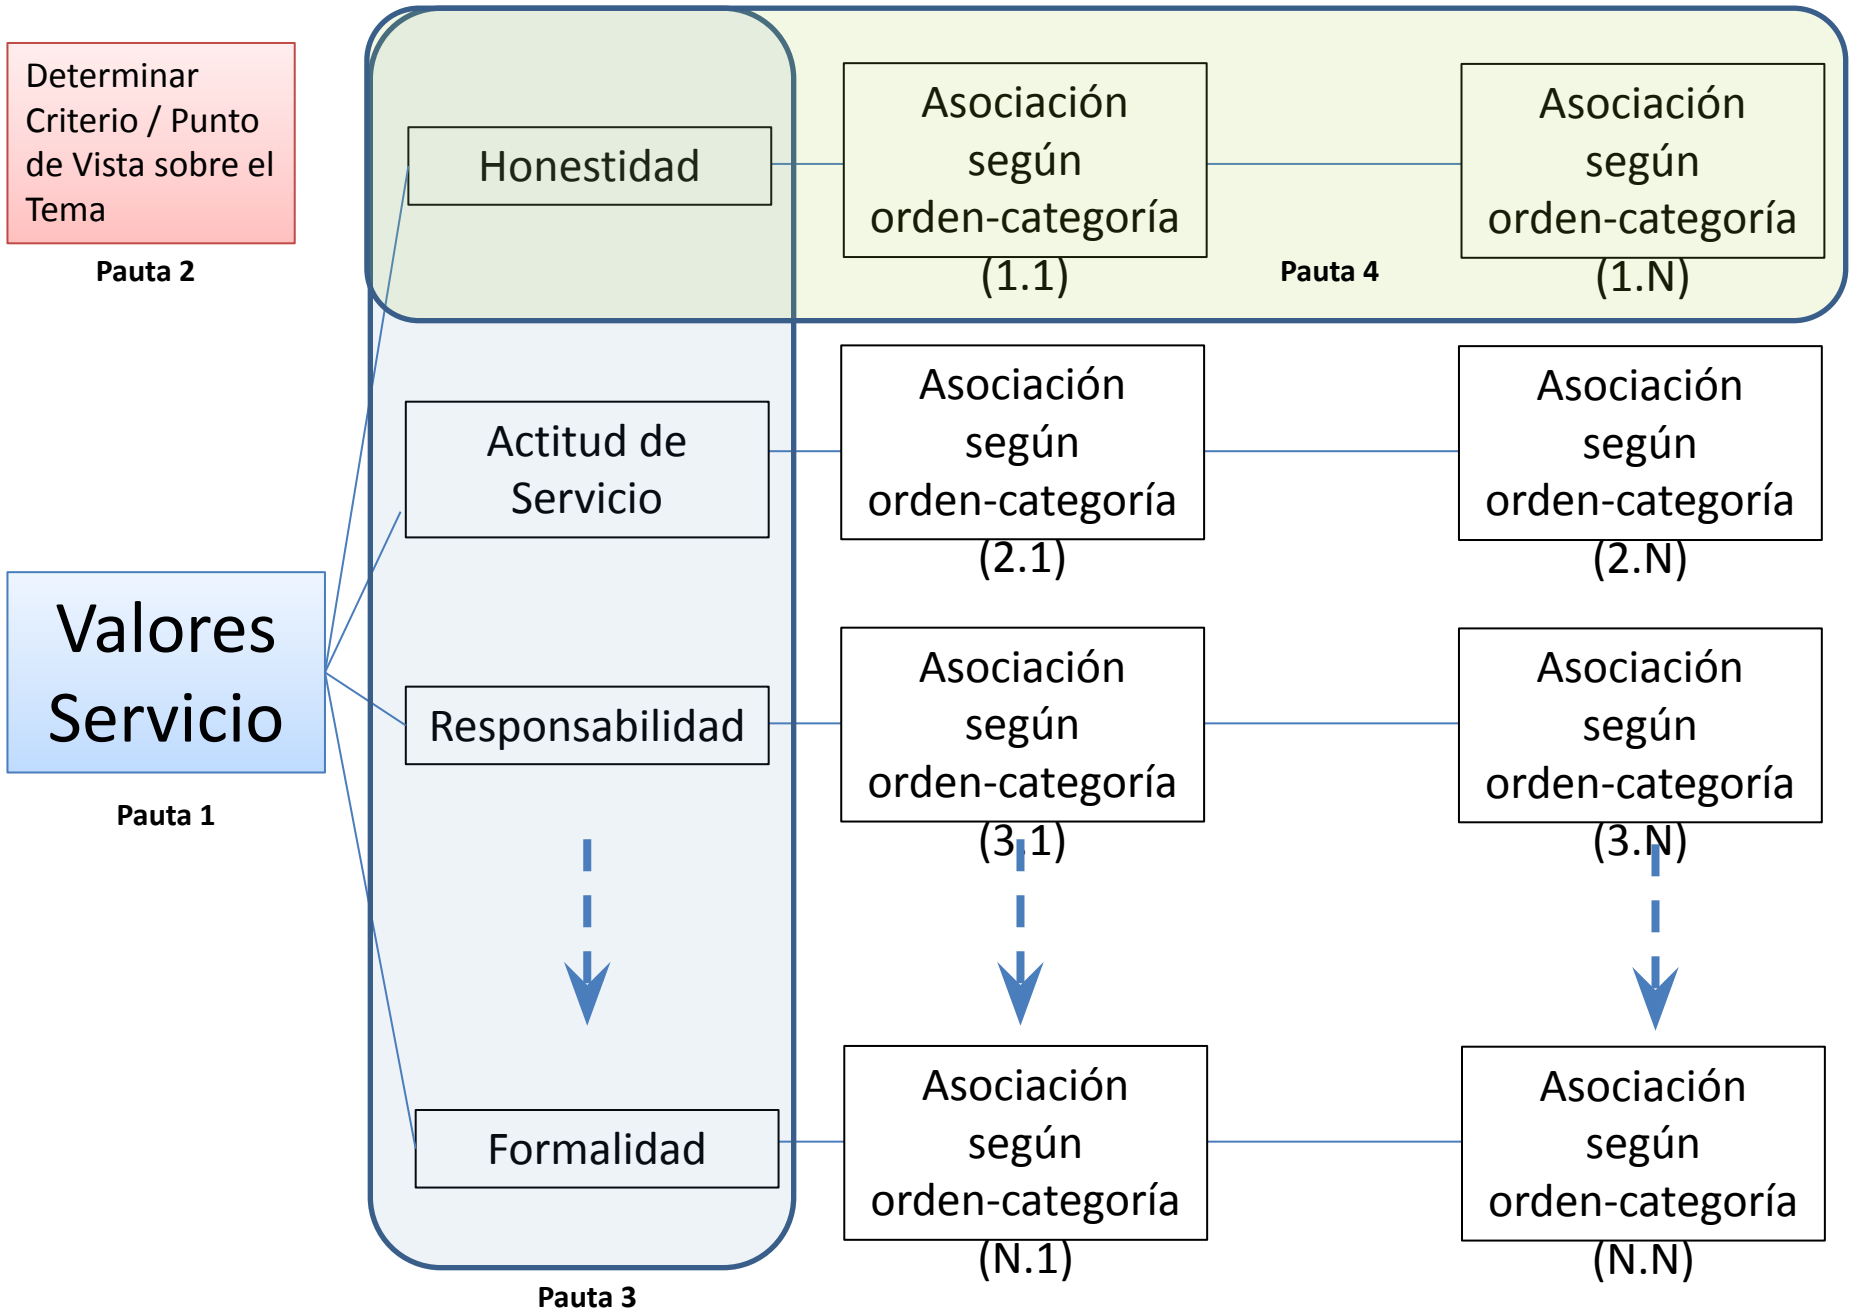 Determinar
Criterio / Punto
de Vista sobre el
Tema
Pauta 2
Honestidad
Asociación
según
orden-categoría
(1.1)
Pauta 4
Asociación
según
orden-categoría
(1.N)
Actitud de
Servicio
Asociación
según
orden-categoría
(2.1)
Asociación
según
orden-categoría
(2.N)
Valores
Servicio
Pauta 1
Responsabilidad
Asociación
según
orden-categoría
(3.1)
Asociación
según
orden-categoría
(3.N)
Formalidad
Asociación
según
orden-categoría
(N.1)
Asociación
según
orden-categoría
(N.N)
Pauta 3